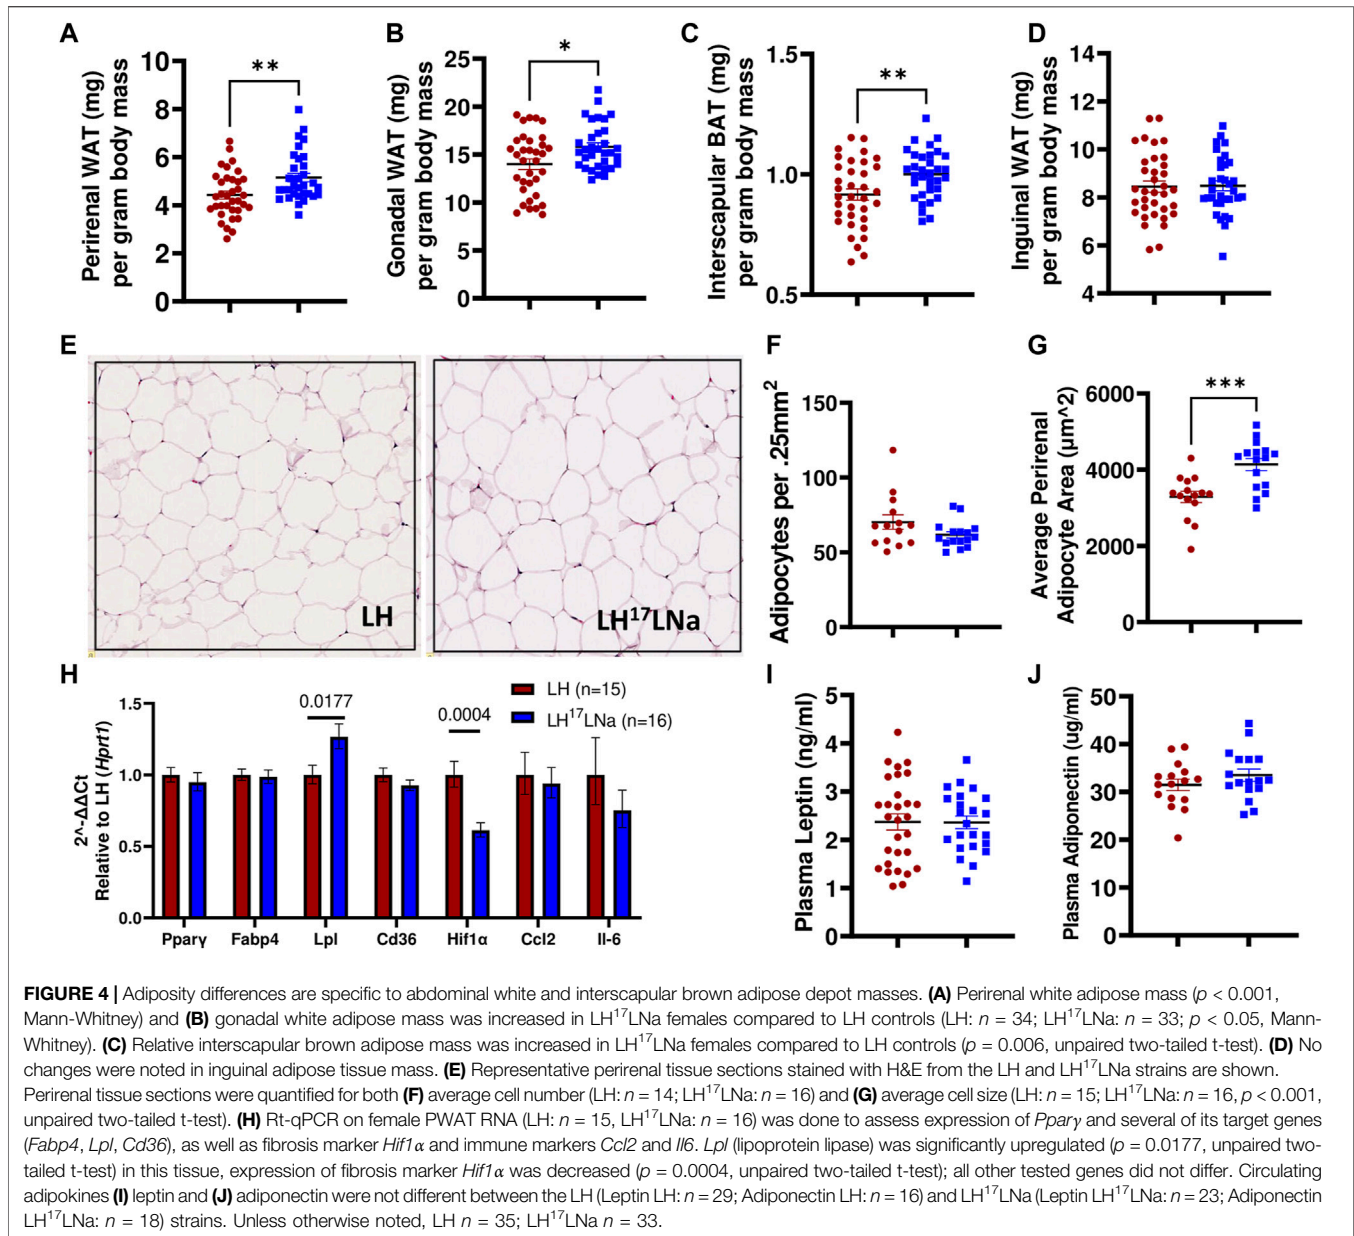 A
Perirenal WAT (mg)
per gram body mass
10
8
6
4
2
0
**
B
Gonadal WAT (mg)
per gram body mass
25
20
15
10
5
0
*
C
Interscapular BAT (mg)
per gram body mass
1.5
1.0
0.5
**
D
Inguinal WAT (mg)
per gram body mass
14
12
10
8
6
4
E
LH
LH¹⁷LNa
F
Adipocytes per .25mm²
150
100
50
0
G
Average Perirenal
Adipocyte Area (µm^2)
6000
4000
2000
0
***
H
2^-ΔΔCt
Relative to LH (Hprt1)
1.5
1.0
0.5
0.0
0.0177
0.0004
LH (n=15)
LH¹⁷LNa (n=16)
Pparγ Fabp4 Lpl Cd36 Hif1α Ccl2 Il-6
I
Plasma Leptin (ng/ml)
5
4
3
2
1
0
J
Plasma Adiponectin (ug/ml)
50
40
30
20
10
0
FIGURE 4 | Adiposity differences are specific to abdominal white and interscapular brown adipose depot masses. (A) Perirenal white adipose mass (p < 0.001,
Mann-Whitney) and (B) gonadal white adipose mass was increased in LH¹⁷LNa females compared to LH controls (LH: n = 34; LH¹⁷LNa: n = 33; p < 0.05, Mann-
Whitney). (C) Relative interscapular brown adipose mass was increased in LH¹⁷LNa females compared to LH controls (p = 0.006, unpaired two-tailed t-test). (D) No
changes were noted in inguinal adipose tissue mass. (E) Representative perirenal tissue sections stained with H&E from the LH and LH¹⁷LNa strains are shown.
Perirenal tissue sections were quantified for both (F) average cell number (LH: n = 14; LH¹⁷LNa: n = 16) and (G) average cell size (LH: n = 15; LH¹⁷LNa: n = 16, p < 0.001,
unpaired two-tailed t-test). (H) Rt-qPCR on female PWAT RNA (LH: n = 15, LH¹⁷LNa: n = 16) was done to assess expression of Pparγ and several of its target genes
(Fabp4, Lpl, Cd36), as well as fibrosis marker Hif1α and immune markers Ccl2 and Il6. Lpl (lipoprotein lipase) was significantly upregulated (p = 0.0177, unpaired two-
tailed t-test) in this tissue, expression of fibrosis marker Hif1α was decreased (p = 0.0004, unpaired two-tailed t-test); all other tested genes did not differ. Circulating
adipokines (I) leptin and (J) adiponectin were not different between the LH (Leptin LH: n = 29; Adiponectin LH: n = 16) and LH¹⁷LNa (Leptin LH¹⁷LNa: n = 23; Adiponectin
LH¹⁷LNa: n = 18) strains. Unless otherwise noted, LH n = 35; LH¹⁷LNa n = 33.